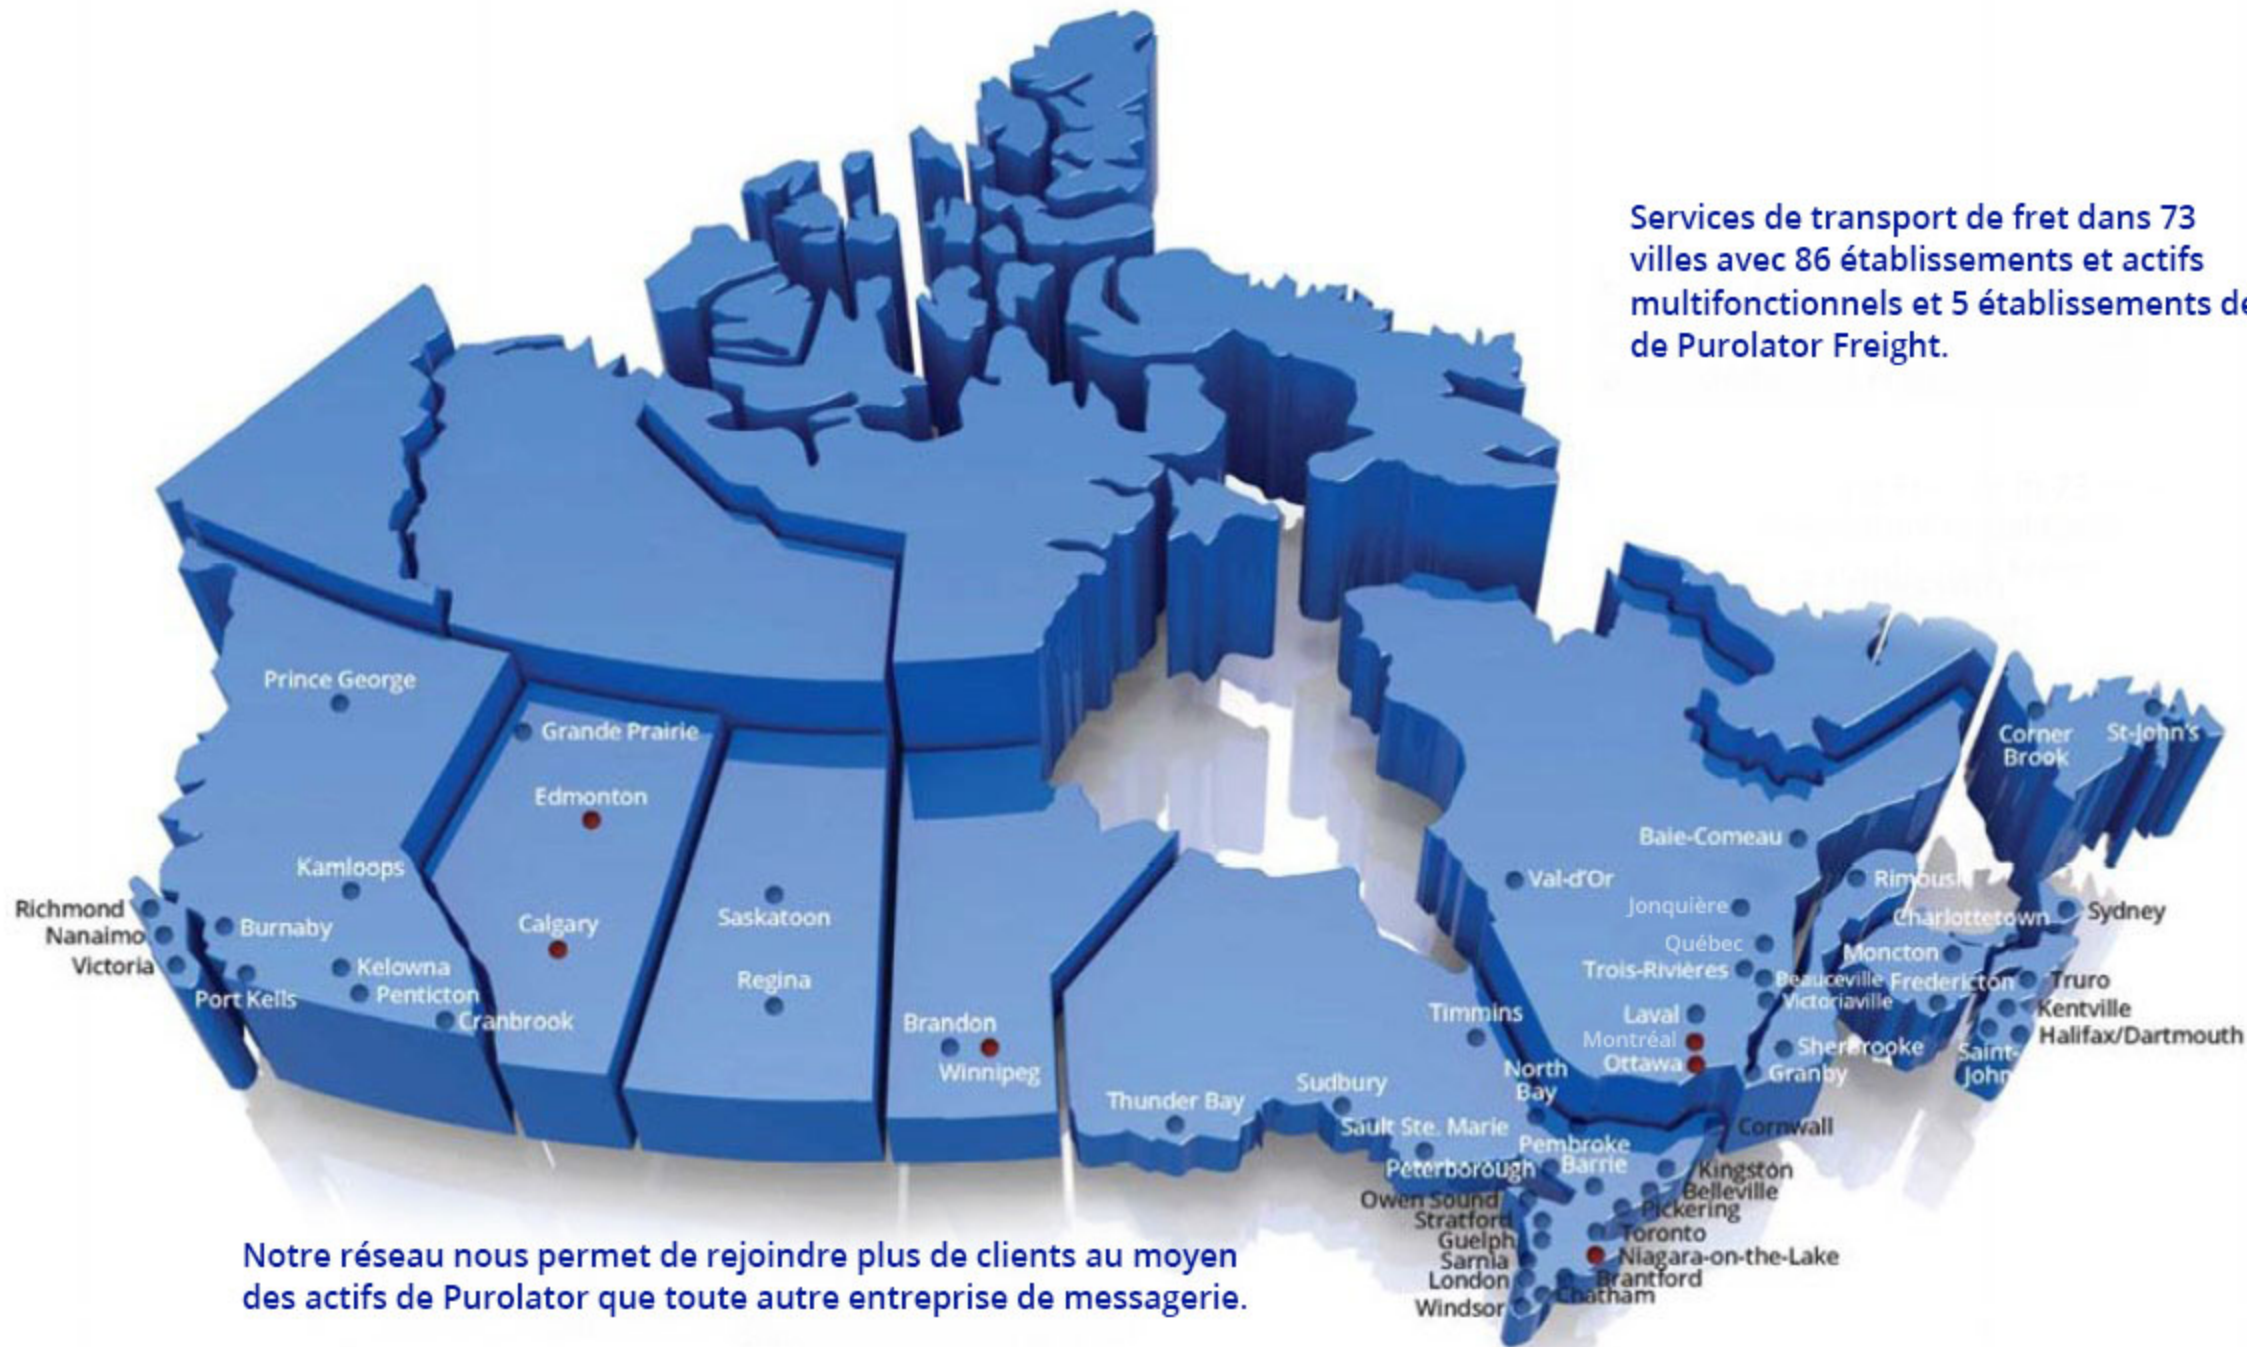 Services de transport de fret dans 73
villes avec 86 établissements et actifs
multifonctionnels et 5 établissements de
de Purolator Freight.
Prince George
Grande Prairie
Edmonton
Kamloops
Calgary
Saskatoon
Richmond
Burnaby
Nanaimo
Victoria
Kelowna
Port Kells
Penticton
Cranbrook
Regina
Brandon
Winnipeg
Thunder Bay
Sudbury
Timmins
North
Bay
Sault Ste. Marie
Pembroke
Peterborough
Barrie
Owen Sound
Stratford
Guelph
Sarnia
London
Windsor
Cornwall
Kingston
Belleville
Pickering
Toronto
Niagara-on-the-Lake
Brantford
Chatham
Val-d'Or
Baie-Comeau
Jonquière
Québec
Trois-Rivières
Beauceville
Victoriaville
Laval
Montréal
Ottawa
Sherbrooke
Granby
Rimouski
Charlottetown
Moncton
Fredericton
Saint-
John
Corner
Brook
St-John's
Sydney
Truro
Kentville
Halifax/Dartmouth
Notre réseau nous permet de rejoindre plus de clients au moyen
des actifs de Purolator que toute autre entreprise de messagerie.